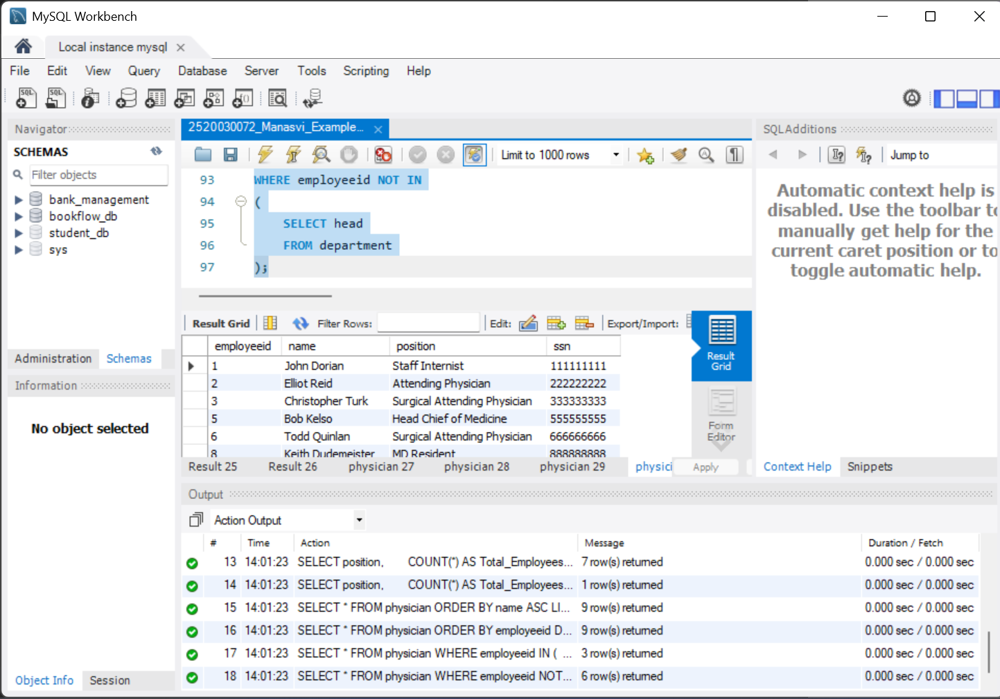 MySQL Workbench
Local instance mysql
File Edit View Query Database Server Tools Scripting Help
Navigator
SCHEMAS
Filter objects
bank_management
bookflow_db
student_db
sys
Administration Schemas
Information
No object selected
Object Info Session
2520030072_Manasvi_Example...
Limit to 1000 rows
93 WHERE employeeid NOT IN
94 (
95 SELECT head
96 FROM department
97 );
Result Grid Filter Rows: Edit: Export/Import:
employeeid name position ssn
1 John Dorian Staff Internist 111111111
2 Elliot Reid Attending Physician 222222222
3 Christopher Turk Surgical Attending Physician 333333333
5 Bob Kelso Head Chief of Medicine 555555555
6 Todd Quinlan Surgical Attending Physician 666666666
8 Keith Dudemeister MD Resident 888888888
Result
Grid
Form
Editor
Result 25 Result 26 physician 27 physician 28 physician 29 physici Apply
SQLAdditions
Jump to
Automatic context help is
disabled. Use the toolbar to
manually get help for the
current caret position or to
toggle automatic help.
Context Help Snippets
Output
Action Output
# Time Action Message Duration / Fetch
13 14:01:23 SELECT position, COUNT(*) AS Total_Employees... 7 row(s) returned 0.000 sec / 0.000 sec
14 14:01:23 SELECT position, COUNT(*) AS Total_Employees... 1 row(s) returned 0.000 sec / 0.000 sec
15 14:01:23 SELECT * FROM physician ORDER BY name ASC LI... 9 row(s) returned 0.000 sec / 0.000 sec
16 14:01:23 SELECT * FROM physician ORDER BY employeeid D... 9 row(s) returned 0.000 sec / 0.000 sec
17 14:01:23 SELECT * FROM physician WHERE employeeid IN ( ... 3 row(s) returned 0.000 sec / 0.000 sec
18 14:01:23 SELECT * FROM physician WHERE employeeid NOT... 6 row(s) returned 0.000 sec / 0.000 sec